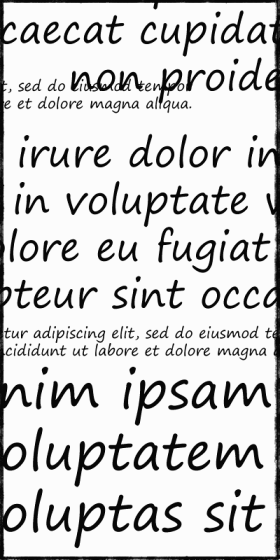 caecat cupidat
non proide
t, sed do eiusmod tempor
e et dolore magna aliqua.
irure dolor in
in voluptate v
lore eu fugiat
pteur sint occa
tur adipiscing elit, sed do eiusmod te
cididunt ut labore et dolore magna
nim ipsam
oluptatem
oluptas sit